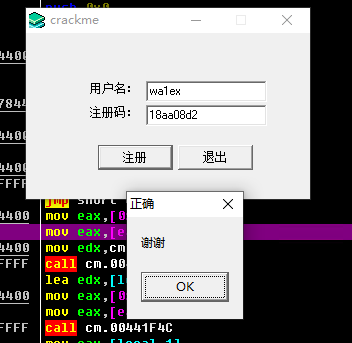 push 0x0
crackme
4400
用户名：
wa1ex
7844
注册码：
18aa08d2
4400
4400
注册
退出
FFFF
jmp short
正确
4400
mov eax,[0
mov eax,[e
谢谢
4400
mov edx,cm
FFFF
call cm.00
lea edx,[l
OK
4400
mov eax,[0
mov eax,[e
FFFF
call cm.00441F4C
mov eax,[local.1]